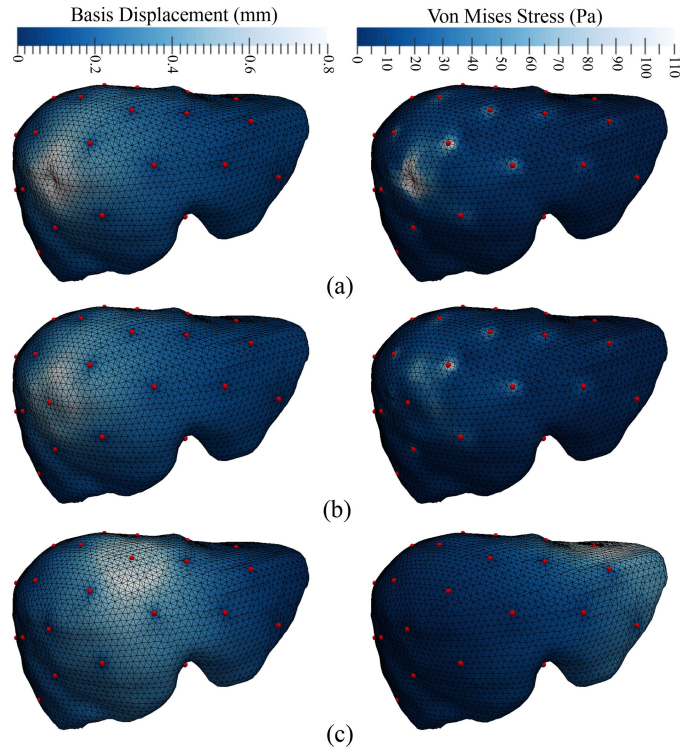 Basis Displacement (mm)
Von Mises Stress (Pa)
0 0.2 0.4 0.6 0.8
0 10 20 30 40 50 60 70 80 90 100 110
(a)
(b)
(c)